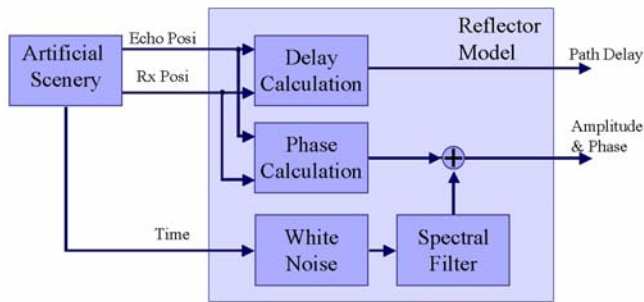 Reflector
Model
Artificial
Scenery
Echo Posi
Rx Posi
Delay
Calculation
Path Delay
Phase
Calculation
Amplitude
& Phase
Time
White
Noise
Spectral
Filter